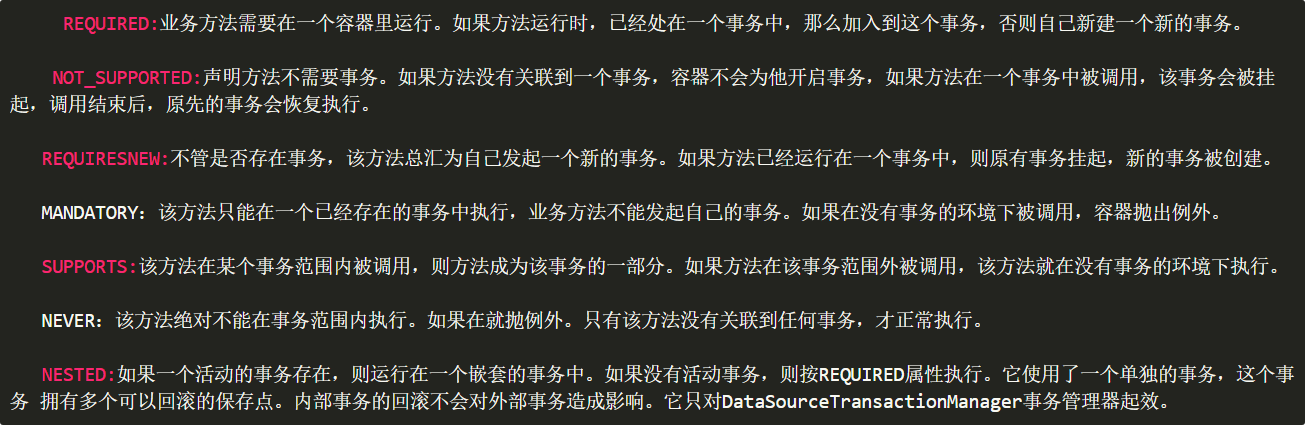 REQUIRED:业务方法需要在一个容器里运行。如果方法运行时，已经处在一个事务中，那么加入到这个事务，否则自己新建一个新的事务。
NOT_SUPPORTED:声明方法不需要事务。如果方法没有关联到一个事务，容器不会为他开启事务，如果方法在一个事务中被调用，该事务会被挂
起，调用结束后，原先的事务会恢复执行。
REQUIRESNEW:不管是否存在事务，该方法总汇为自己发起一个新的事务。如果方法已经运行在一个事务中，则原有事务挂起，新的事务被创建。
MANDATORY：该方法只能在一个已经存在的事务中执行，业务方法不能发起自己的事务。如果在没有事务的环境下被调用，容器抛出例外。
SUPPORTS:该方法在某个事务范围内被调用，则方法成为该事务的一部分。如果方法在该事务范围外被调用，该方法就在没有事务的环境下执行。
NEVER：该方法绝对不能在事务范围内执行。如果在就抛例外。只有该方法没有关联到任何事务，才正常执行。
NESTED:如果一个活动的事务存在，则运行在一个嵌套的事务中。如果没有活动事务，则按REQUIRED属性执行。它使用了一个单独的事务，这个事
务 拥有多个可以回滚的保存点。内部事务的回滚不会对外部事务造成影响。它只对DataSourceTransactionManager事务管理器起效。